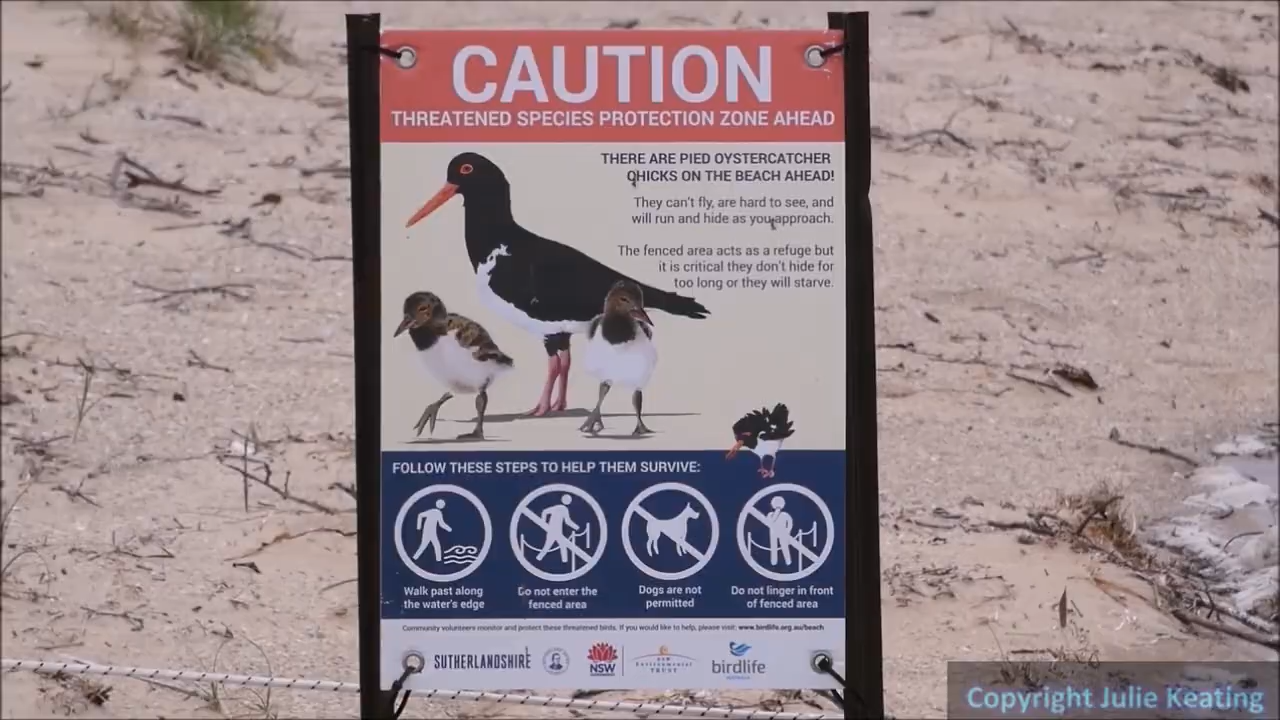 CAUTION
THREATENED SPECIES PROTECTION ZONE AHEAD
THERE ARE PIED OYSTERCATCHER
CHICKS ON THE BEACH AHEAD!
They can't fly, are hard to see, and
will run and hide as you approach.
The fenced area acts as a refuge but
it is critical they don't hide for
too long or they will starve.
FOLLOW THESE STEPS TO HELP THEM SURVIVE:
Walk past along
the water's edge
Do not enter the
fenced area
Dogs are not
permitted
Do not linger in front
of fenced area
Community volunteers monitor and protect these threatened birds. If you would like to help, please visit: www.birdlife.org.au/beach
SUTHERLANDSHIRE
NSW
Environmental
TRUST
birdlife
AUSTRALIA
Copyright Julie Keating